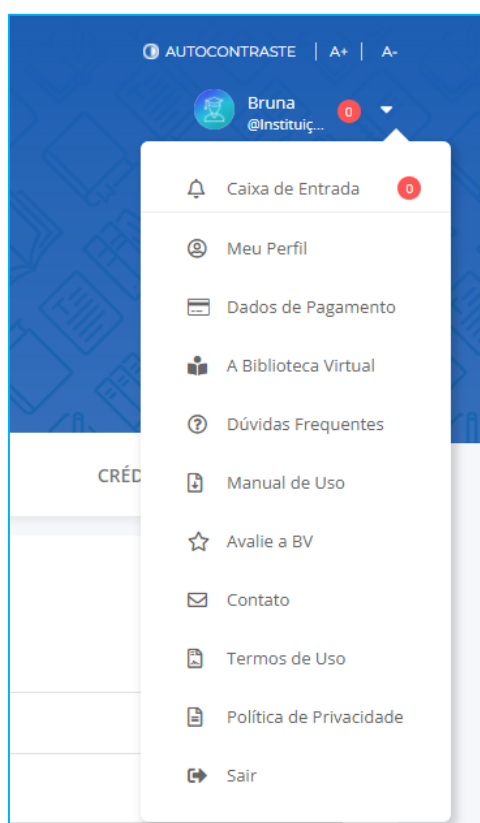 AUTOCONTRASTE | A+ | A-
Bruna 0
@Instituiç...
Caixa de Entrada 0
Meu Perfil
Dados de Pagamento
A Biblioteca Virtual
Dúvidas Frequentes
CRÉD
Manual de Uso
Avalie a BV
Contato
Termos de Uso
Política de Privacidade
Sair